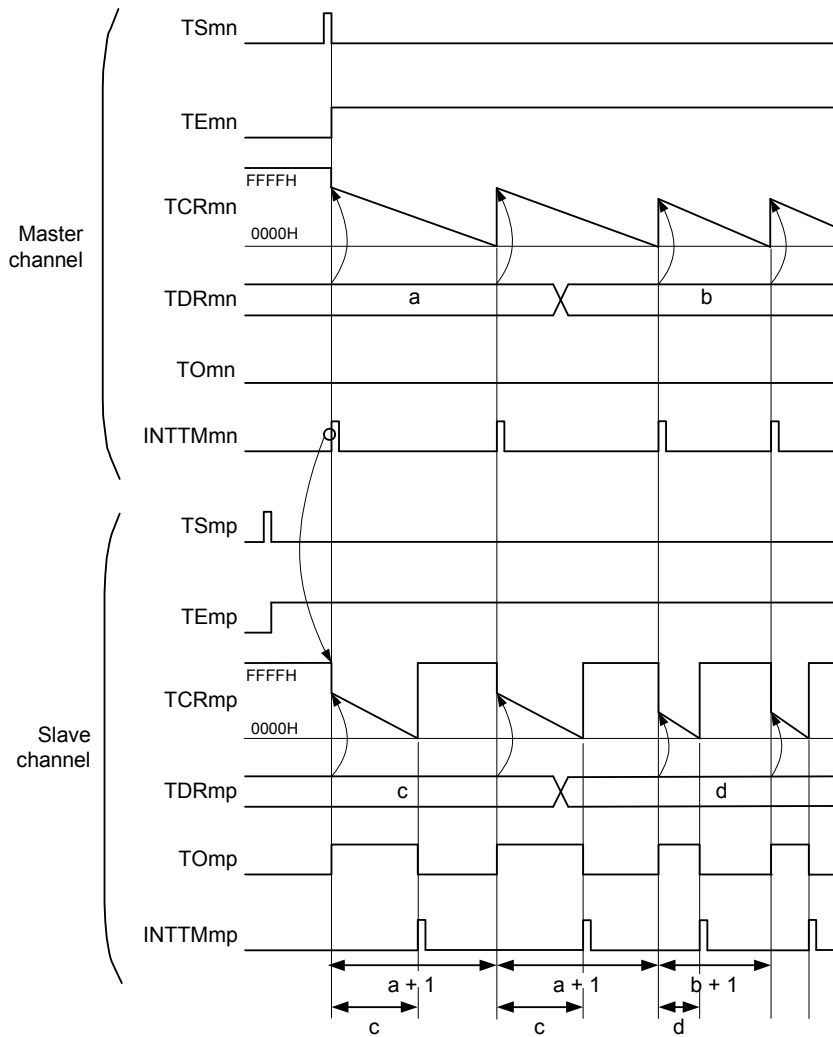 TSmn
TEmn
FFFFH
TCRmn
0000H
Master
channel
TDRmn
a
b
TOmn
INTTMmn
TSmp
TEmp
FFFFH
TCRmp
0000H
Slave
channel
TDRmp
c
d
TOmp
INTTMmp
a + 1
a + 1
b + 1
c
c
d